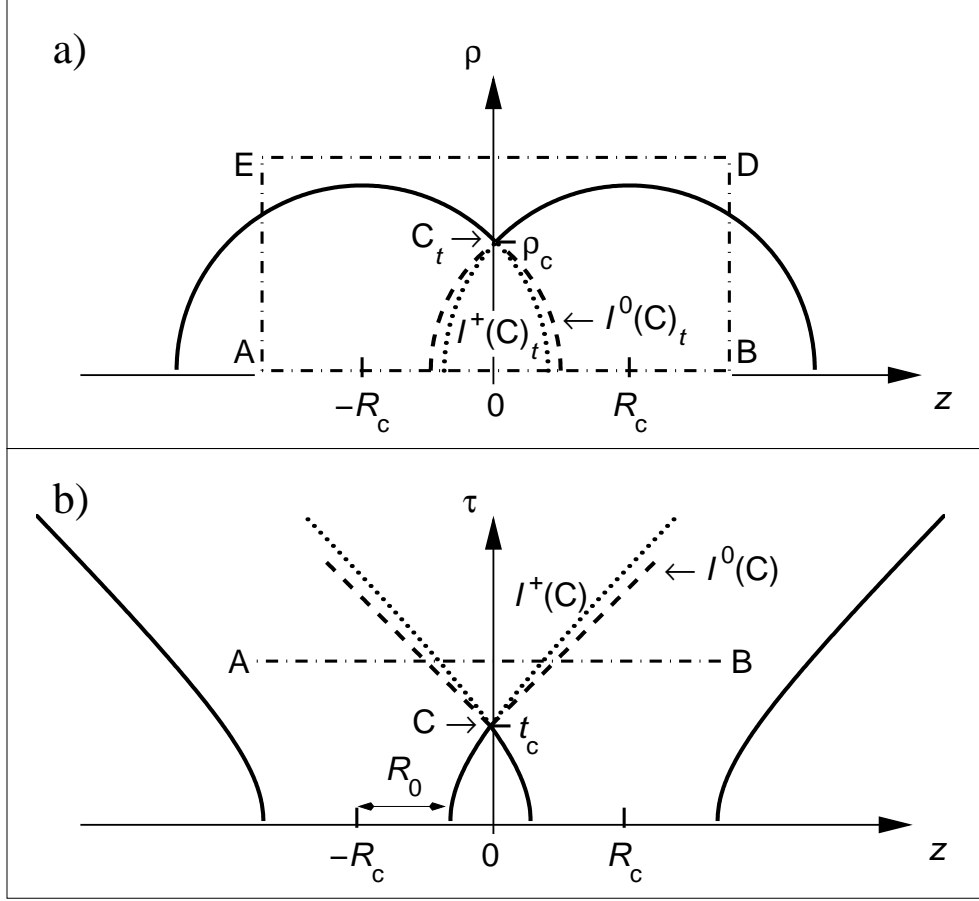 a)
ρ
E
D
C_t →
ρ_c
I^+(C)_t
← I^0(C)_t
A
B
−R_c
0
R_c
z
b)
τ
← I^0(C)
I^+(C)
A
B
C →
t_c
R_0
−R_c
0
R_c
z